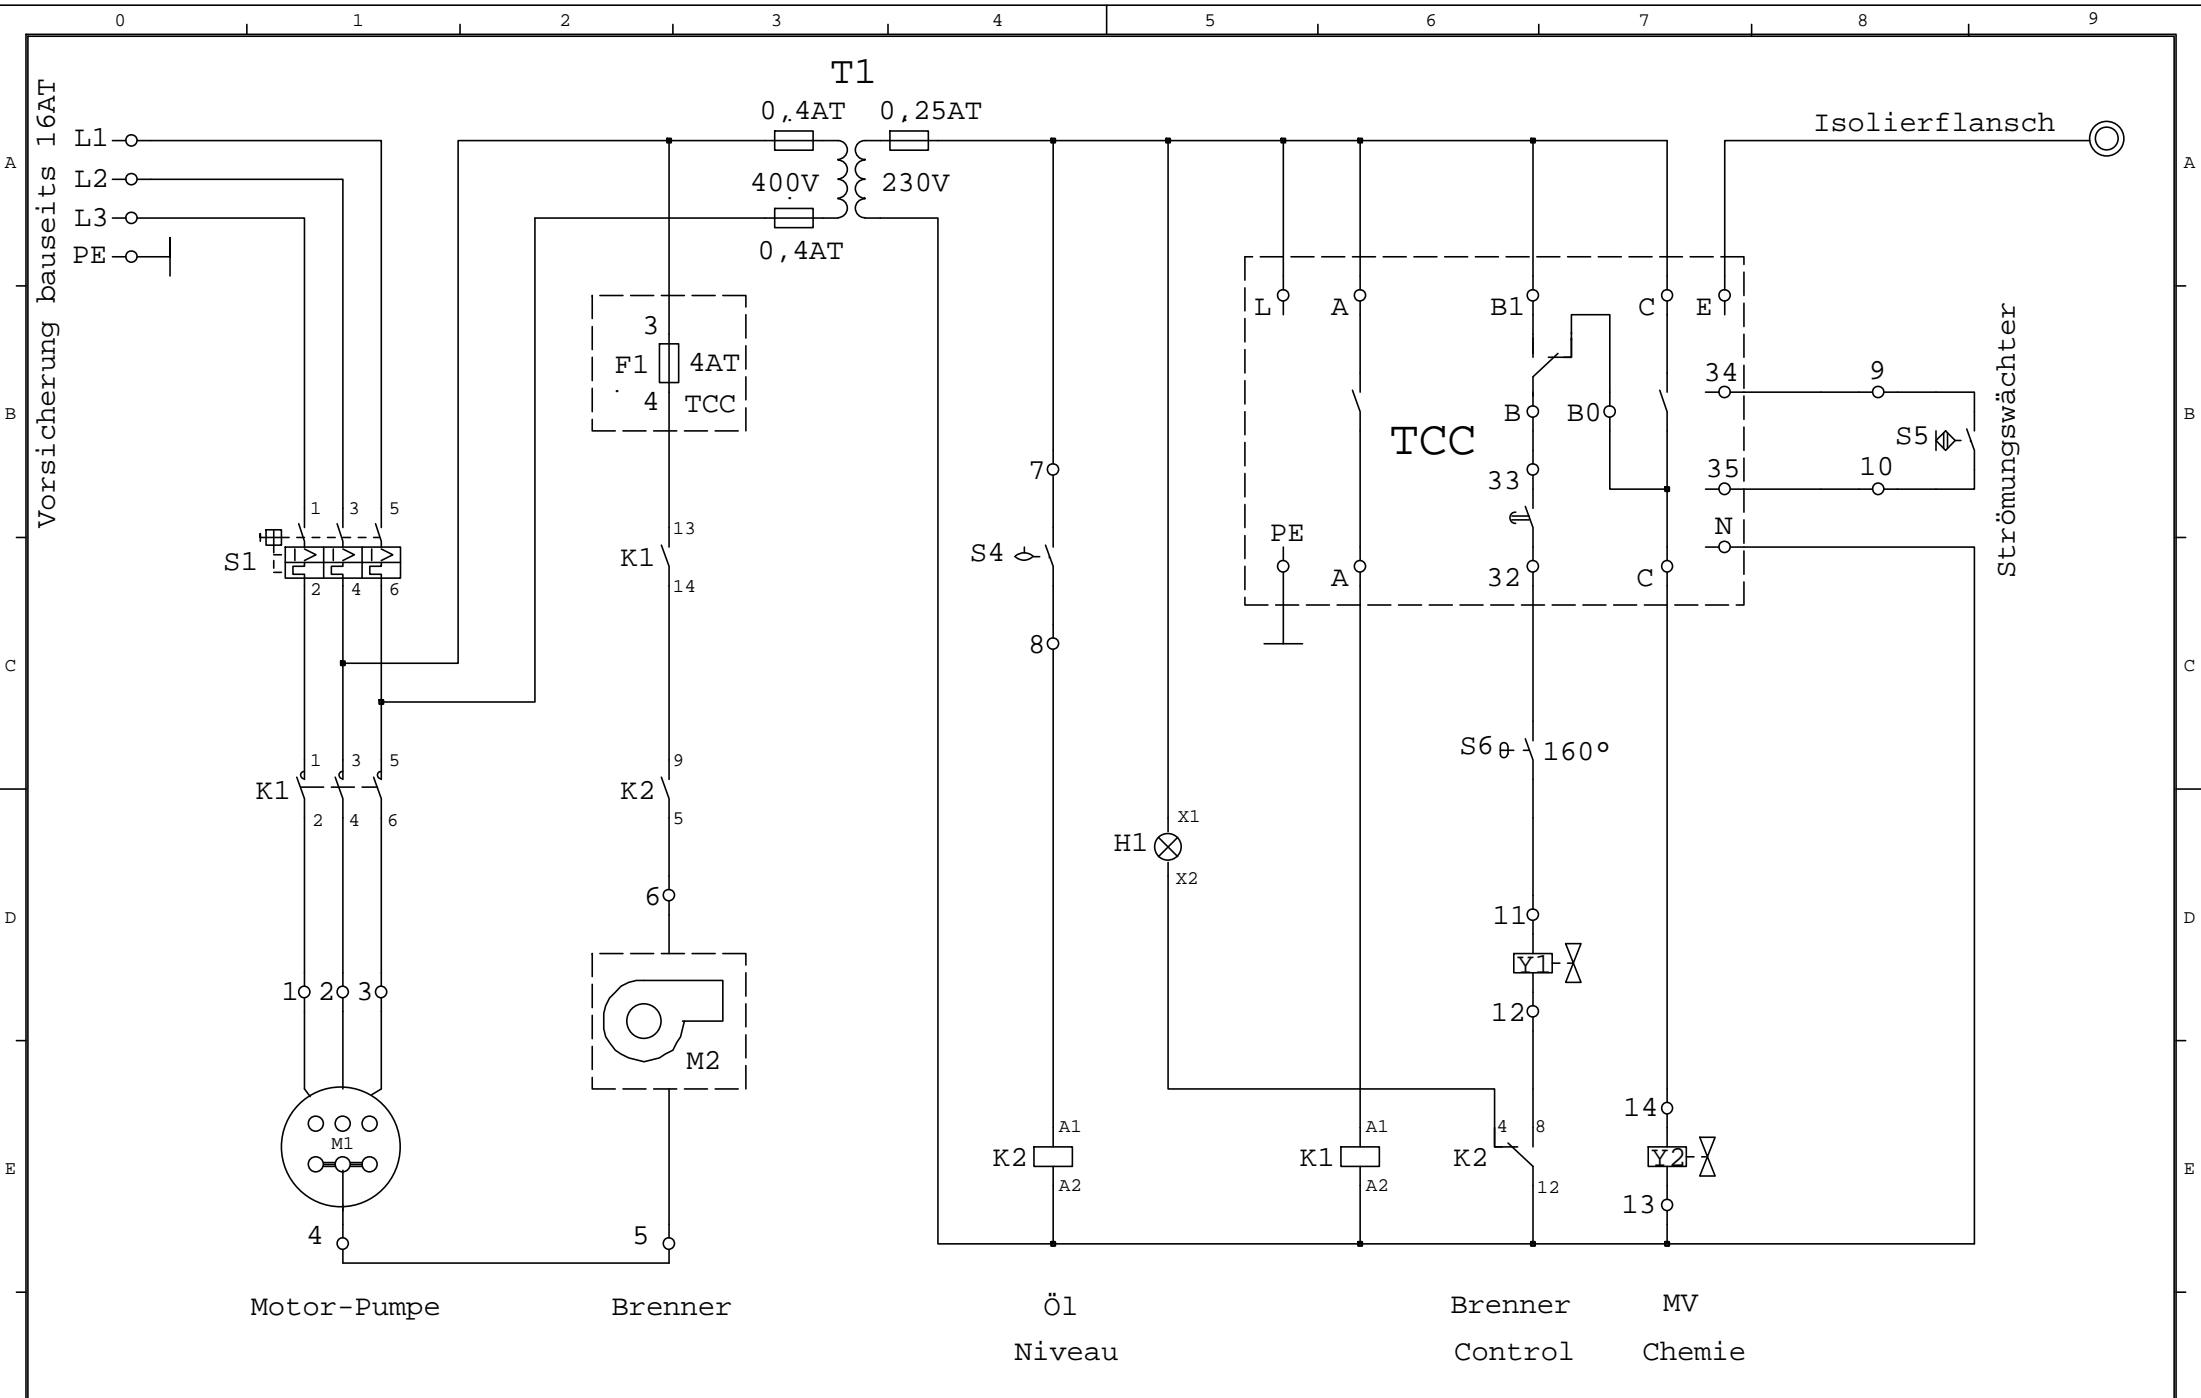 0 1 2 3 4 5 6 7 8 9
T1
0,4AT 0,25AT
Isolierflansch
Vorsicherung bauseits 16AT
L1
A A
L2 400V 230V
L3
PE 0,4AT
L A B1 C E
3
F1 4AT
4 TCC
34 9
B B
B B0
TCC
S5
Strömungswächter
7 33 35 10
1 3 5
13
PE N
S1
K1
S4
2 4 6
14
A 32 C
8
C C
S6 160°
1 3 5
9
K1 K2
2 4 6
5
X1
H1
X2
6
11
D D
Y1
1 2 3
12
M2
14
M1
A1 A1 4 8
K2 K1 K2 Y2
E E
A2 A2 12
13
4 5
Motor-Pumpe Brenner Öl Brenner MV
Niveau Control Chemie